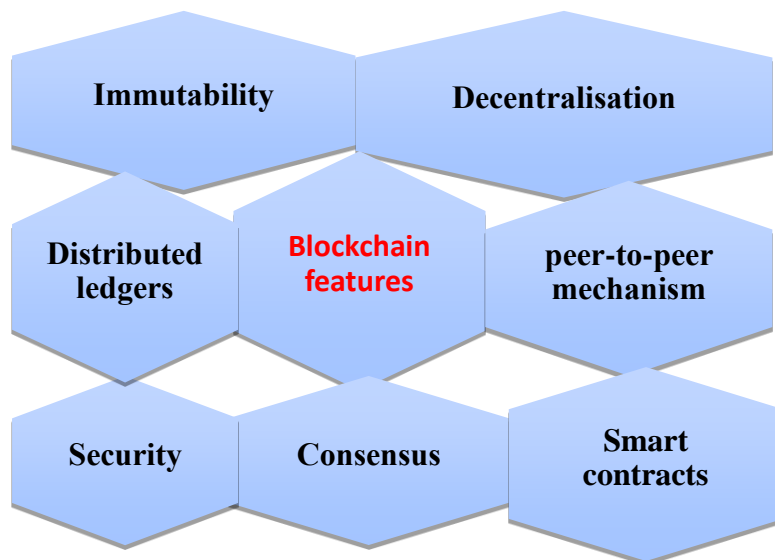 Immutability
Decentralisation
Distributed
ledgers
Blockchain
features
peer-to-peer
mechanism
Security
Consensus
Smart
contracts